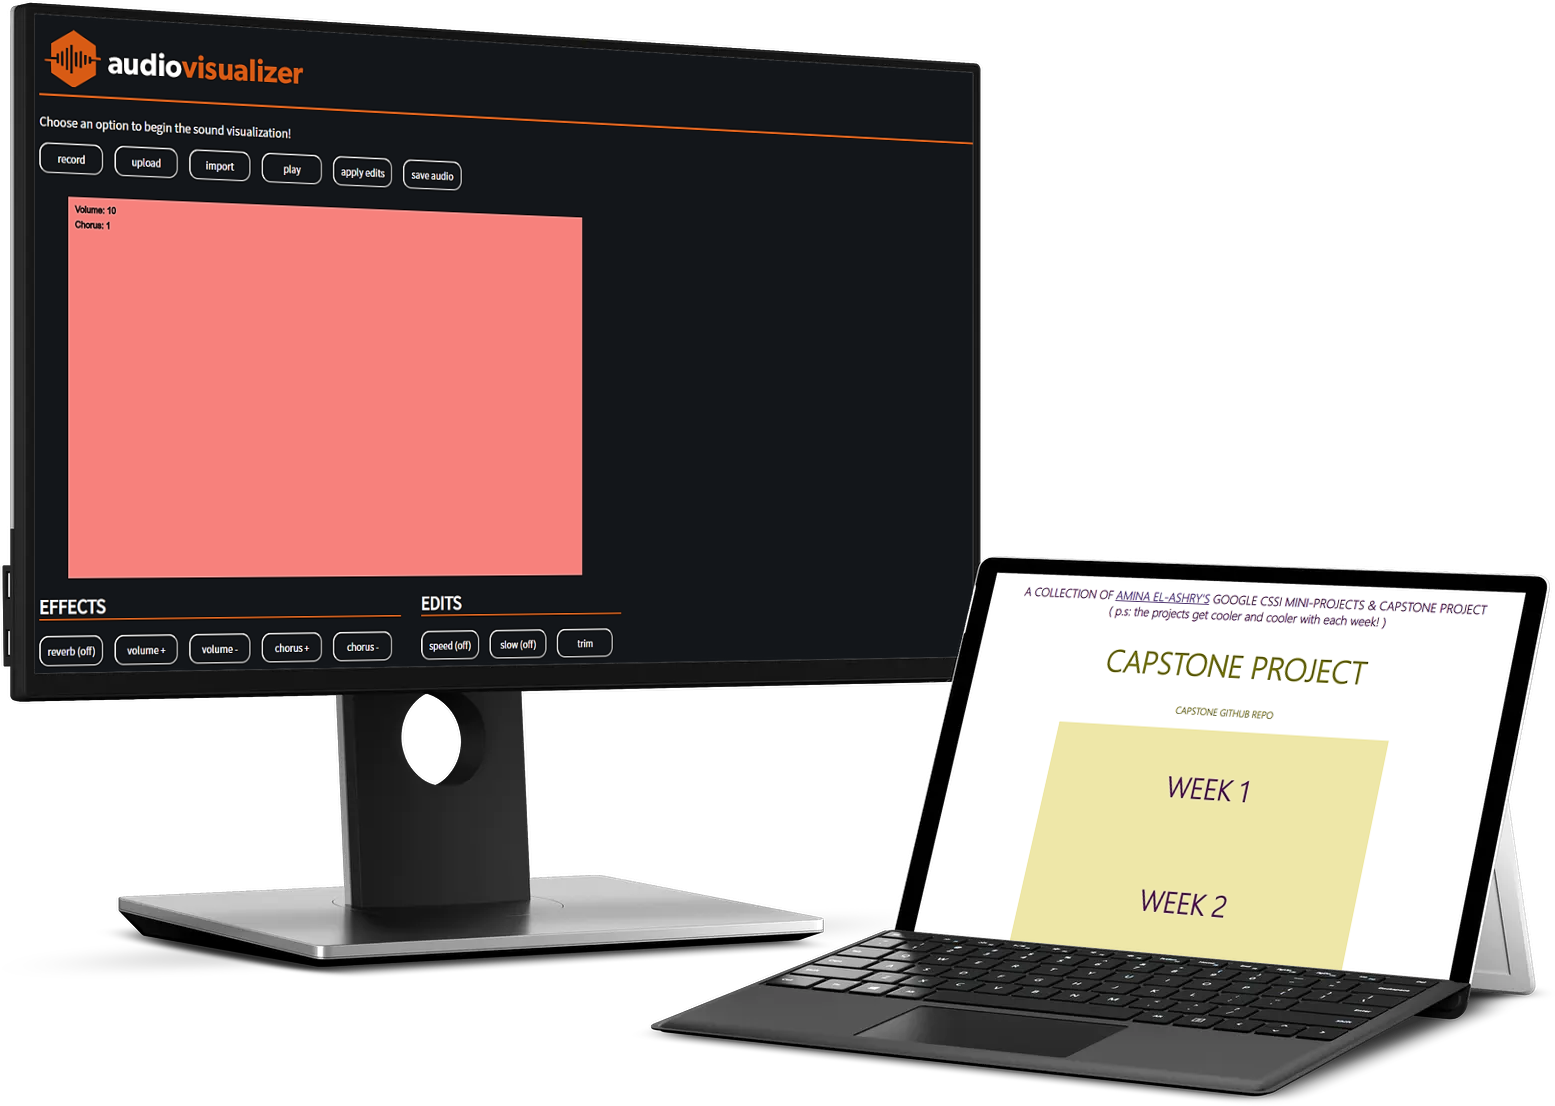 audiovisualizer
Choose an option to begin the sound visualization!
record
upload
import
play
apply edits
save audio
Volume: 10
Chorus: 1
EFFECTS
EDITS
reverb (off)
volume +
volume -
chorus +
chorus -
speed (off)
slow (off)
trim
A COLLECTION OF AMINA EL-ASHRY'S GOOGLE CSSI MINI-PROJECTS & CAPSTONE PROJECT
( p.s: the projects get cooler and cooler with each week! )
CAPSTONE PROJECT
CAPSTONE GITHUB REPO
WEEK 1
WEEK 2